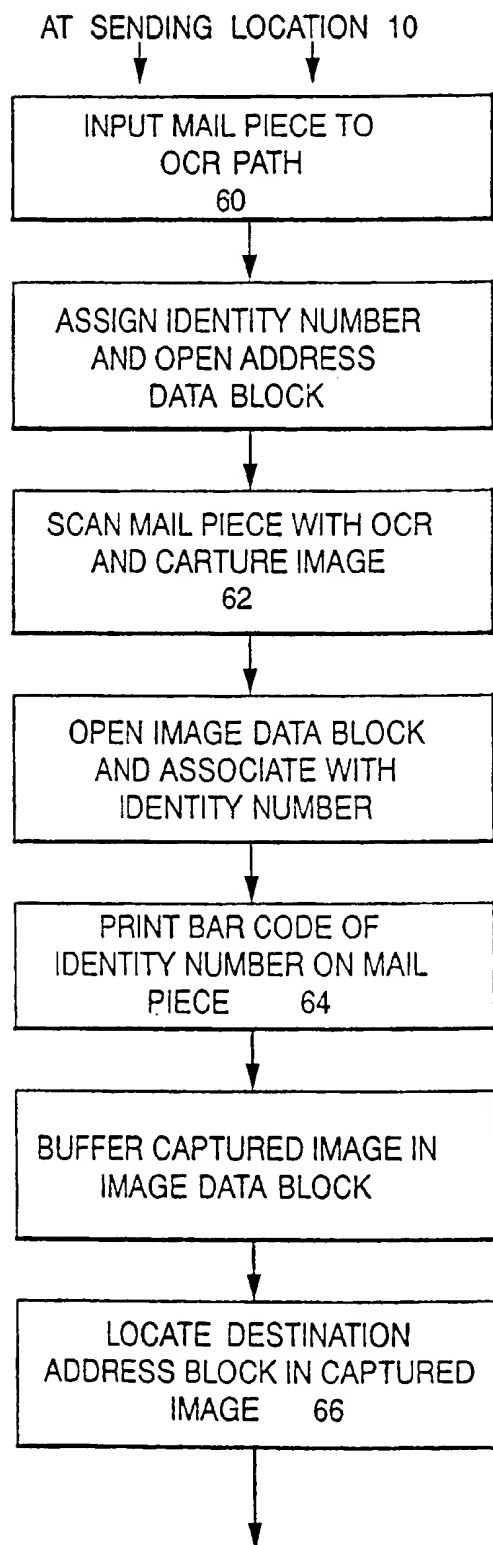 AT SENDING LOCATION 10
INPUT MAIL PIECE TO
OCR PATH
60
ASSIGN IDENTITY NUMBER
AND OPEN ADDRESS
DATA BLOCK
SCAN MAIL PIECE WITH OCR
AND CARTURE IMAGE
62
OPEN IMAGE DATA BLOCK
AND ASSOCIATE WITH
IDENTITY NUMBER
PRINT BAR CODE OF
IDENTITY NUMBER ON MAIL
PIECE 64
BUFFER CAPTURED IMAGE IN
IMAGE DATA BLOCK
LOCATE DESTINATION
ADDRESS BLOCK IN CAPTURED
IMAGE 66